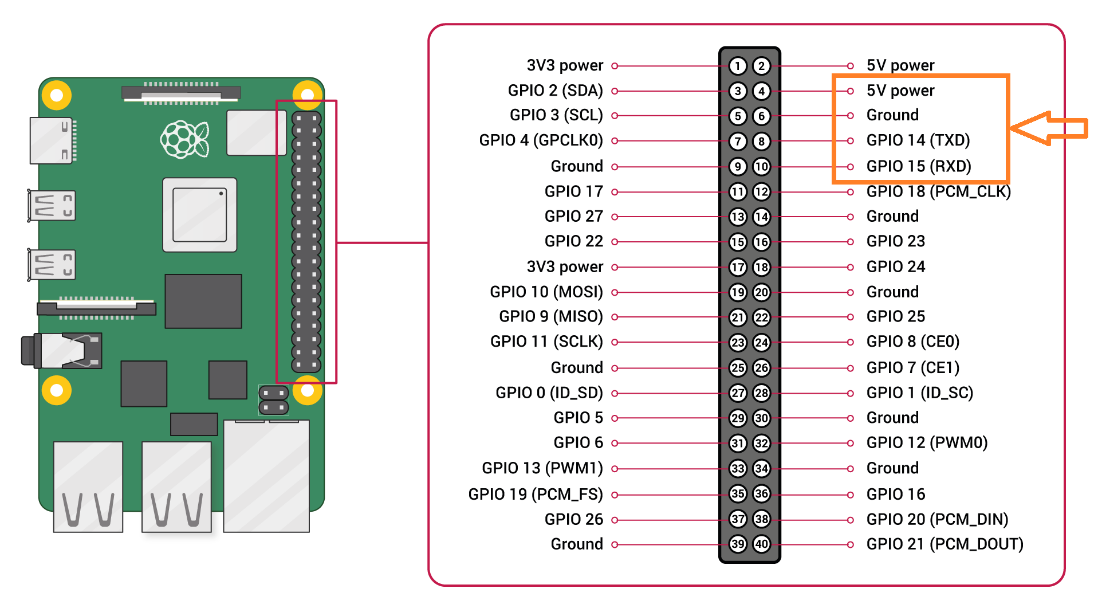 3V3 power 1 2 5V power
GPIO 2 (SDA) 3 4 5V power
GPIO 3 (SCL) 5 6 Ground
GPIO 4 (GPCLK0) 7 8 GPIO 14 (TXD)
Ground 9 10 GPIO 15 (RXD)
GPIO 17 11 12 GPIO 18 (PCM_CLK)
GPIO 27 13 14 Ground
GPIO 22 15 16 GPIO 23
3V3 power 17 18 GPIO 24
GPIO 10 (MOSI) 19 20 Ground
GPIO 9 (MISO) 21 22 GPIO 25
GPIO 11 (SCLK) 23 24 GPIO 8 (CE0)
Ground 25 26 GPIO 7 (CE1)
GPIO 0 (ID_SD) 27 28 GPIO 1 (ID_SC)
GPIO 5 29 30 Ground
GPIO 6 31 32 GPIO 12 (PWM0)
GPIO 13 (PWM1) 33 34 Ground
GPIO 19 (PCM_FS) 35 36 GPIO 16
GPIO 26 37 38 GPIO 20 (PCM_DIN)
Ground 39 40 GPIO 21 (PCM_DOUT)